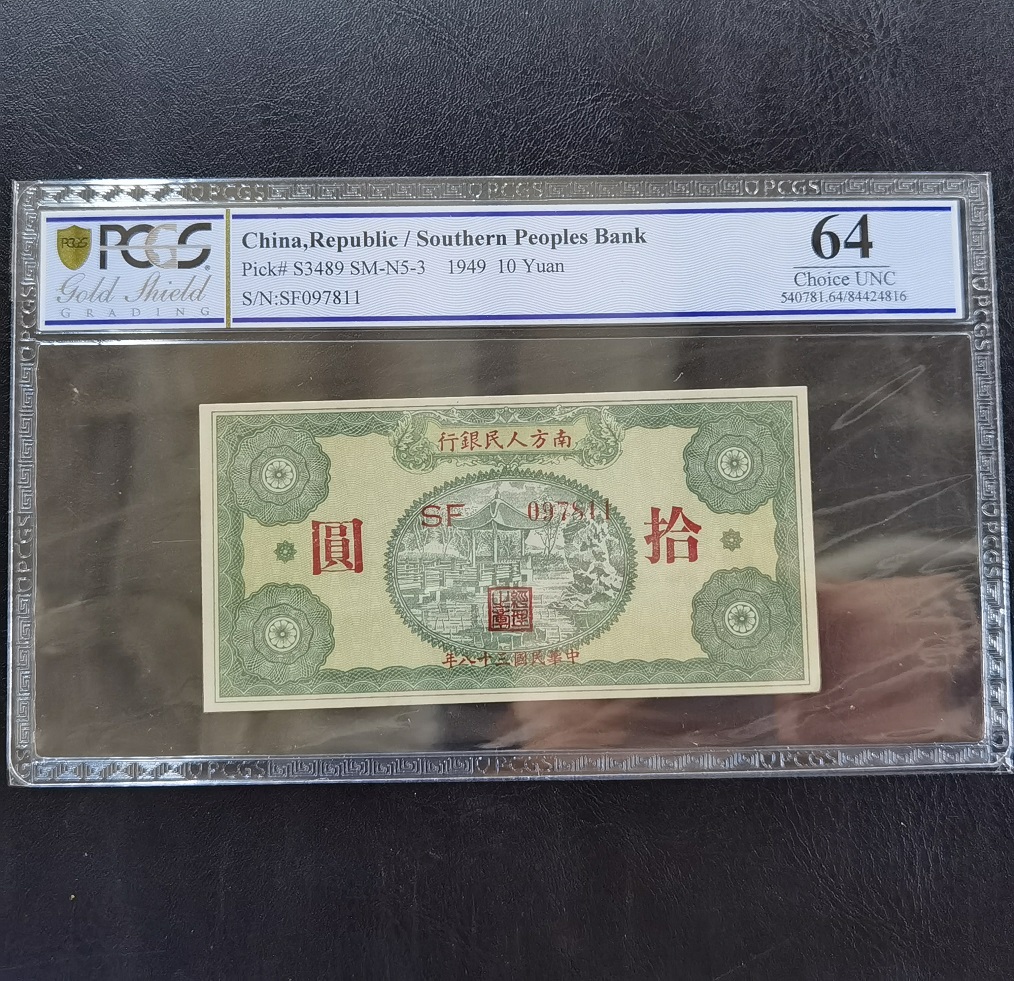 PCGS
Gold Shield
GRADING
China,Republic / Southern Peoples Bank
Pick# S3489 SM-N5-3 1949 10 Yuan
S/N:SF097811
64
Choice UNC
540781.64/84424816
行銀民人方南
SF 097811
圓 拾
年八十三國民華中